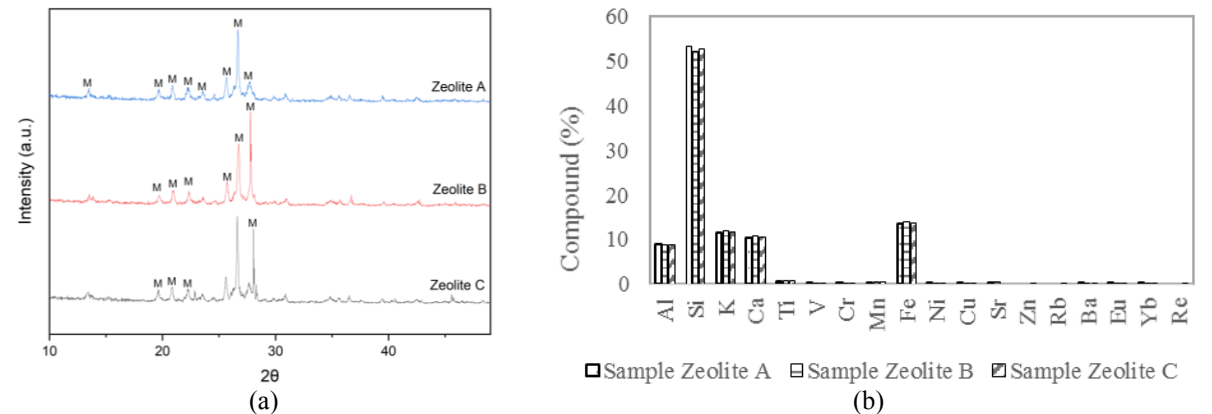 M
M M M M M M M
Zeolite A
M
M
M M M M
Zeolite B
M
M M M
Zeolite C
Intensity (a.u.)
10 20 30 40
2θ
(a)
60
50
40
30
20
10
0
Compound (%)
Al Si K Ca Ti V Cr Mn Fe Ni Cu Sr Zn Rb Ba Eu Yb Re
Sample Zeolite A Sample Zeolite B Sample Zeolite C
(b)